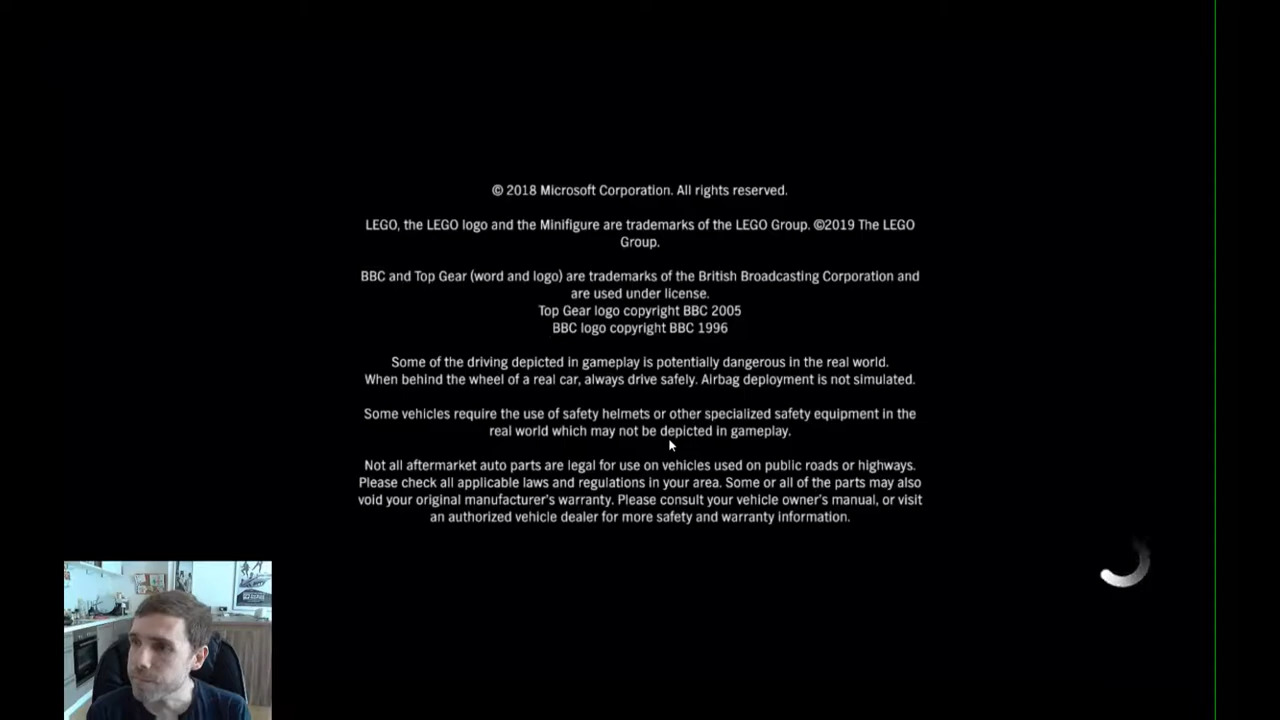 © 2018 Microsoft Corporation. All rights reserved.
LEGO, the LEGO logo and the Minifigure are trademarks of the LEGO Group. ©2019 The LEGO
Group.
BBC and Top Gear (word and logo) are trademarks of the British Broadcasting Corporation and
are used under license.
Top Gear logo copyright BBC 2005
BBC logo copyright BBC 1996
Some of the driving depicted in gameplay is potentially dangerous in the real world.
When behind the wheel of a real car, always drive safely. Airbag deployment is not simulated.
Some vehicles require the use of safety helmets or other specialized safety equipment in the
real world which may not be depicted in gameplay.
Not all aftermarket auto parts are legal for use on vehicles used on public roads or highways.
Please check all applicable laws and regulations in your area. Some or all of the parts may also
void your original manufacturer's warranty. Please consult your vehicle owner's manual, or visit
an authorized vehicle dealer for more safety and warranty information.